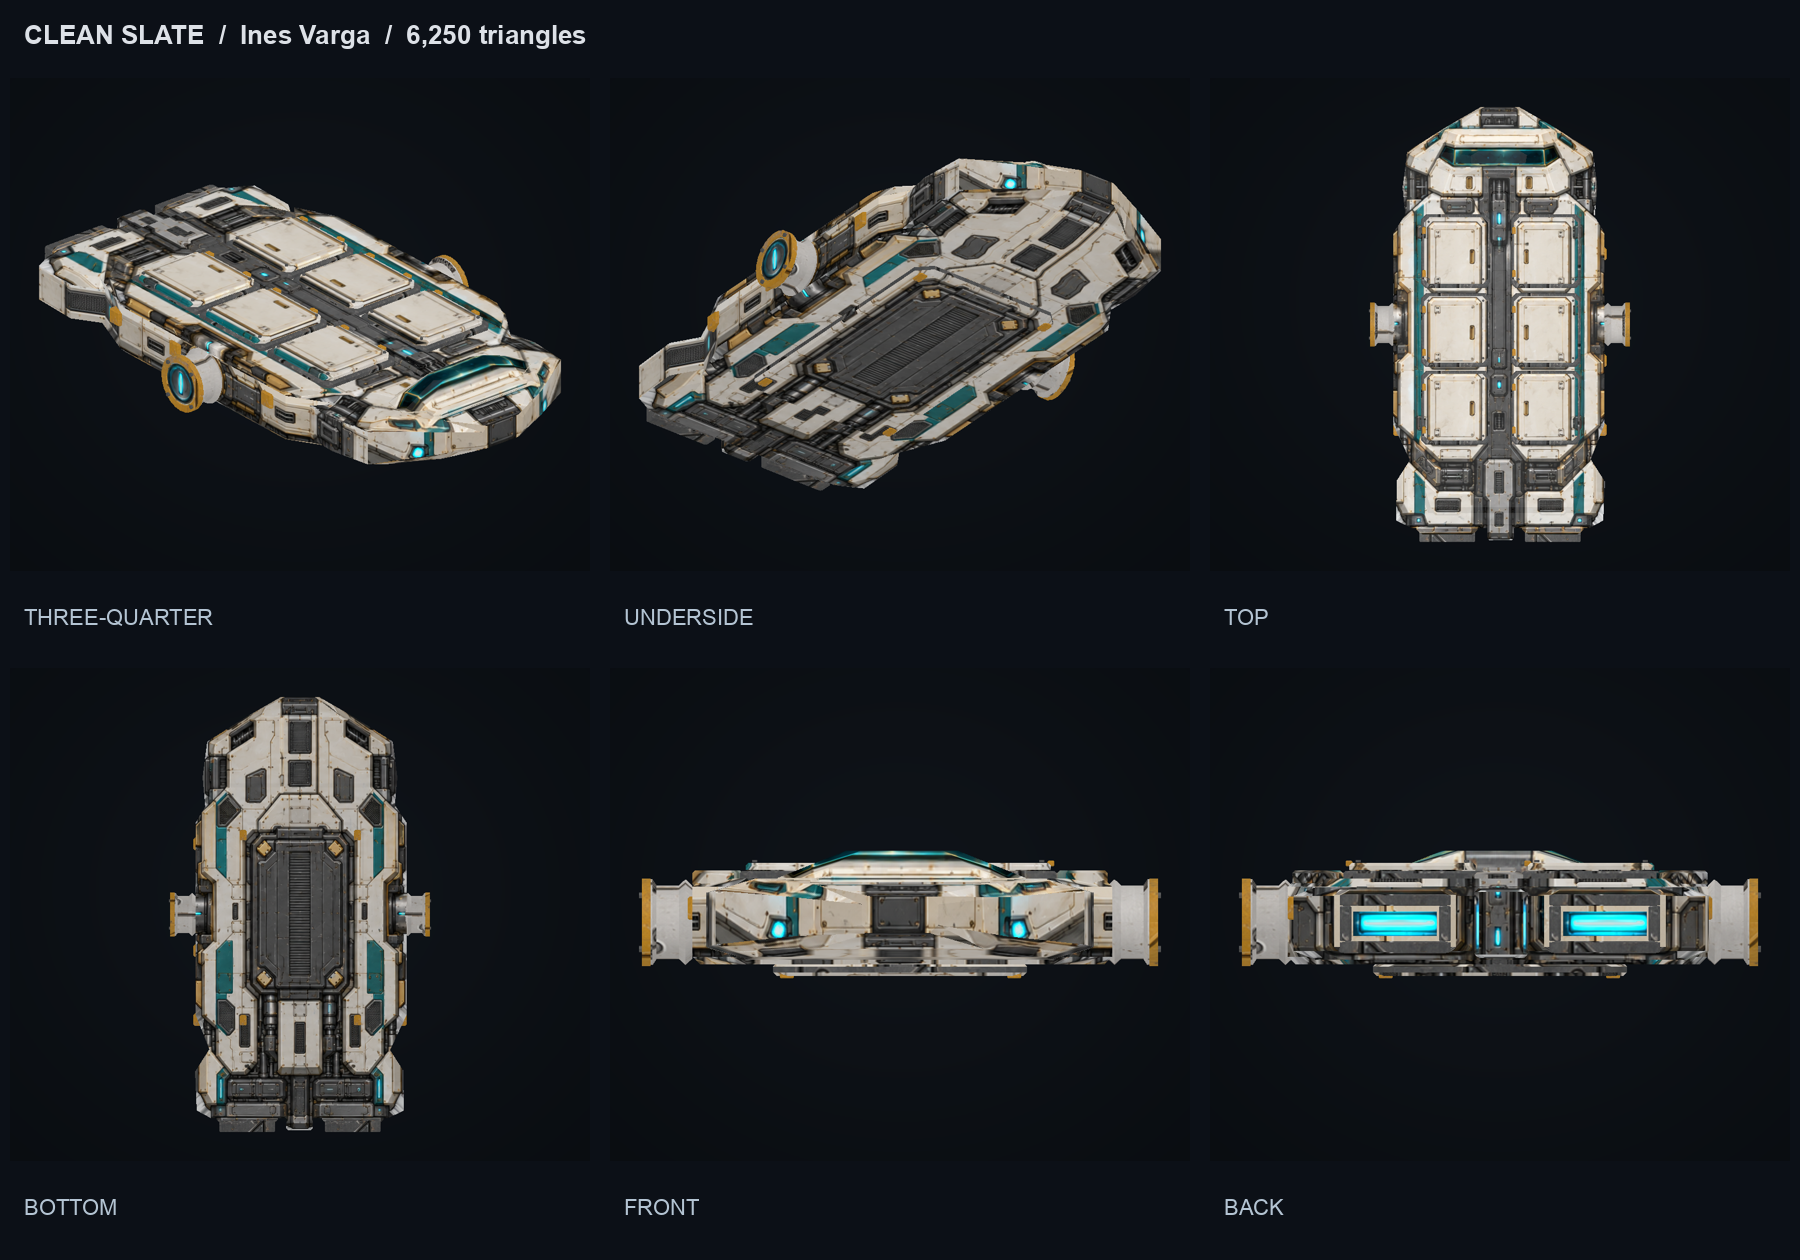 CLEAN SLATE / Ines Varga / 6,250 triangles
THREE-QUARTER
UNDERSIDE
TOP
BOTTOM
FRONT
BACK